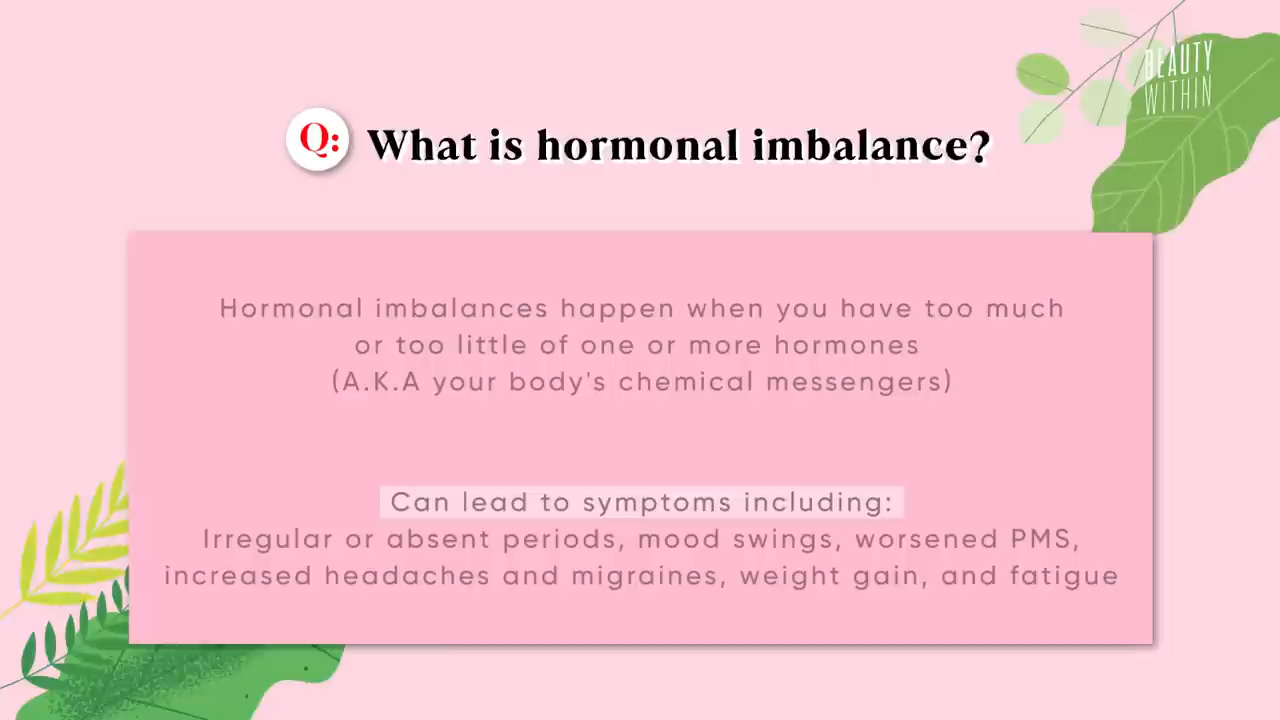 BEAUTY
WITHIN
Q: What is hormonal imbalance?
Hormonal imbalances happen when you have too much
or too little of one or more hormones
(A.K.A your body's chemical messengers)
Can lead to symptoms including:
Irregular or absent periods, mood swings, worsened PMS,
increased headaches and migraines, weight gain, and fatigue